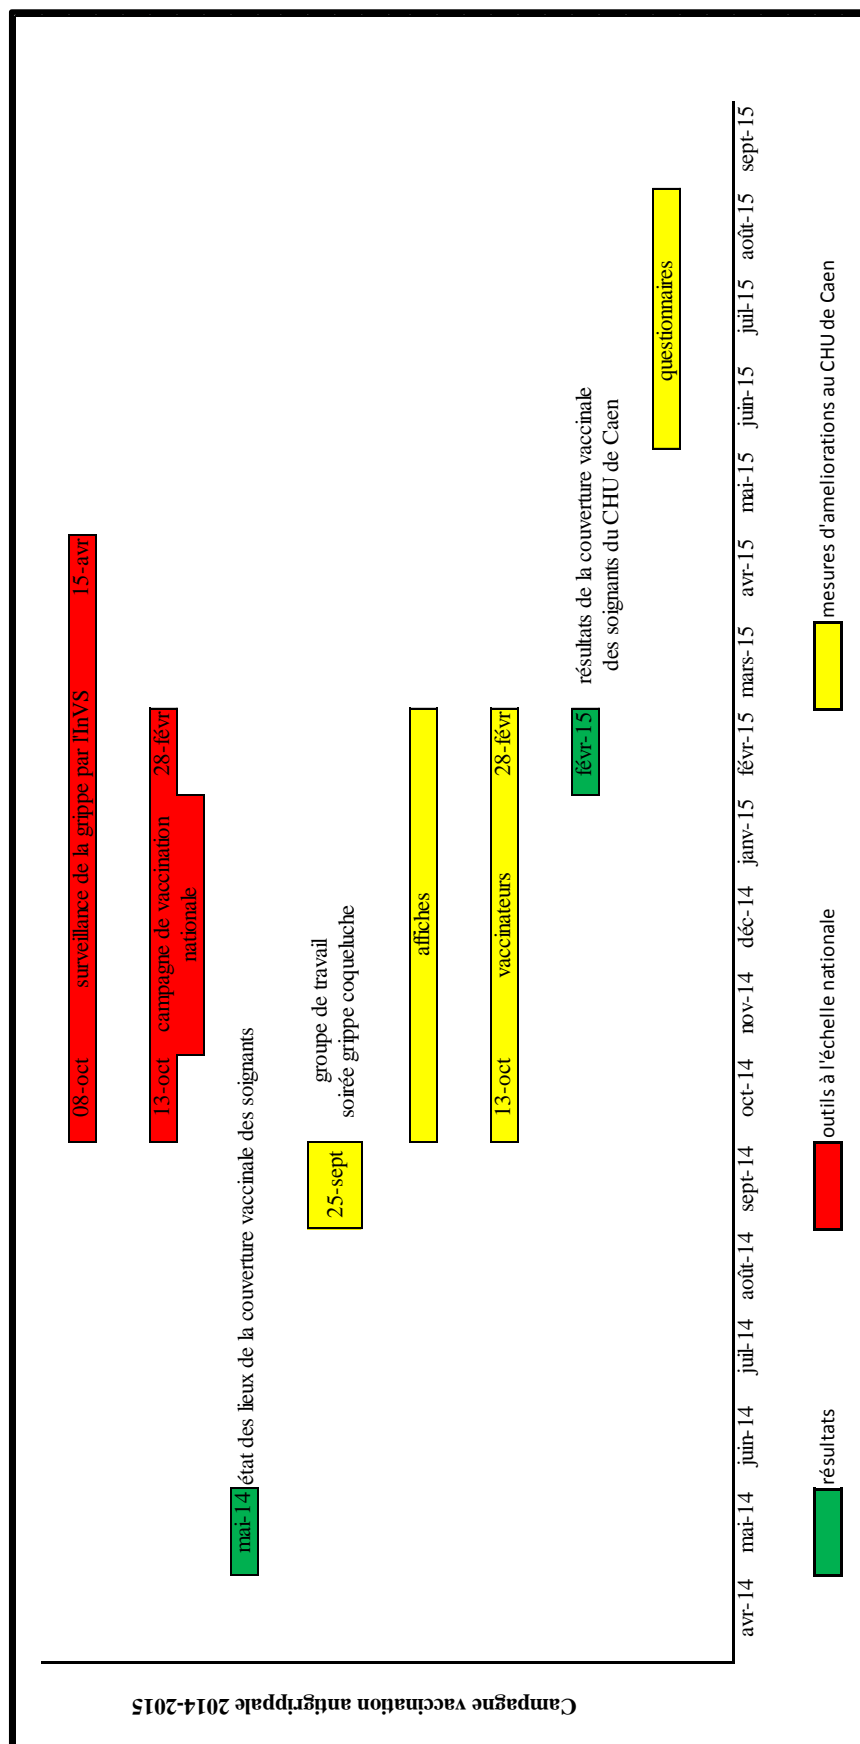 Campagne vaccination antigrippale 2014-2015
08-oct surveillance de la grippe par l'InVS 15-avr
13-oct campagne de vaccination 28-févr
nationale
mai-14 état des lieux de la couverture vaccinale des soignants
25-sept
groupe de travail
soirée grippe coqueluche
affiches
13-oct vaccinateurs 28-févr
févr-15
résultats de la couverture vaccinale
des soignants du CHU de Caen
questionnaires
avr-14 mai-14 juin-14 juil-14 août-14 sept-14 oct-14 nov-14 déc-14 janv-15 févr-15 mars-15 avr-15 mai-15 juin-15 juil-15 août-15 sept-15
résultats
outils à l'échelle nationale
mesures d'ameliorations au CHU de Caen